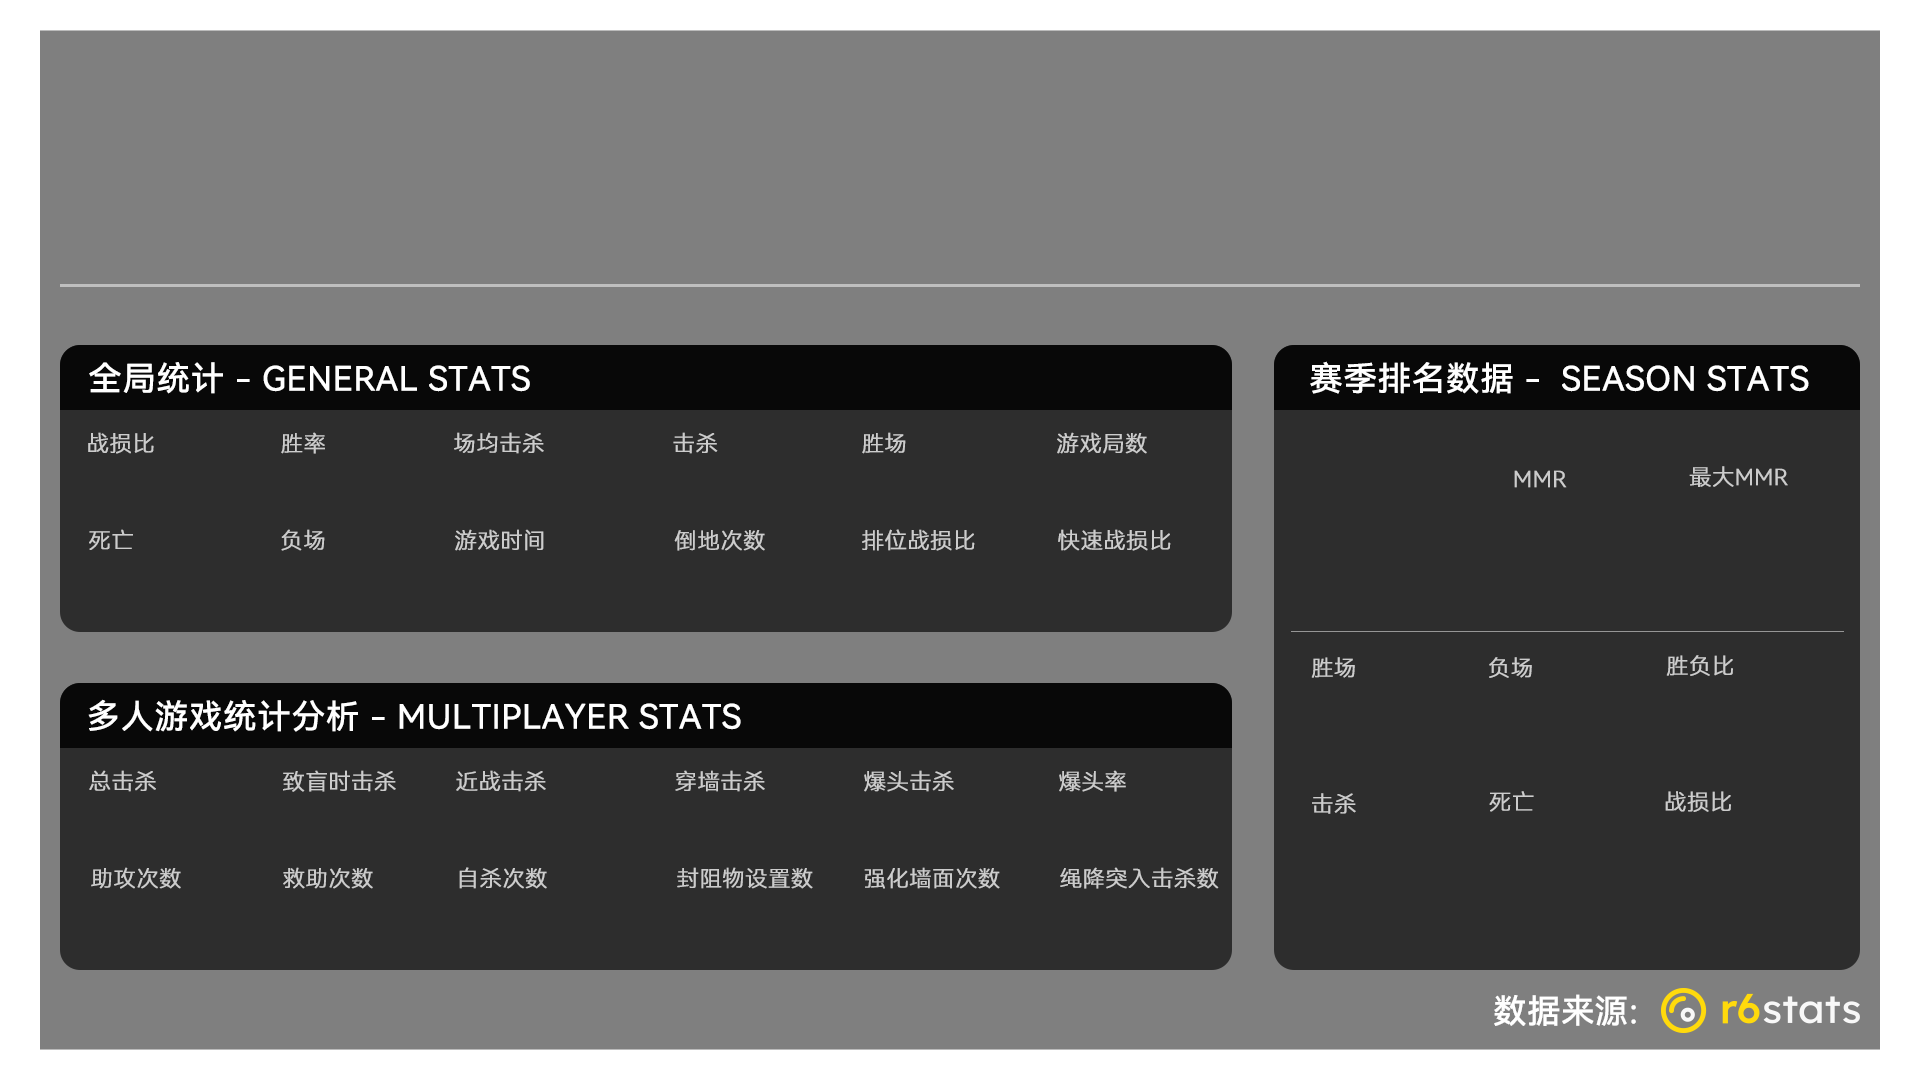 全局统计 - GENERAL STATS
战损比 胜率 场均击杀 击杀 胜场 游戏局数
死亡 负场 游戏时间 倒地次数 排位战损比 快速战损比
多人游戏统计分析 - MULTIPLAYER STATS
总击杀 致盲时击杀 近战击杀 穿墙击杀 爆头击杀 爆头率
助攻次数 救助次数 自杀次数 封阻物设置数 强化墙面次数 绳降突入击杀数
赛季排名数据 - SEASON STATS
MMR 最大MMR
胜场 负场 胜负比
击杀 死亡 战损比
数据来源: r6stats